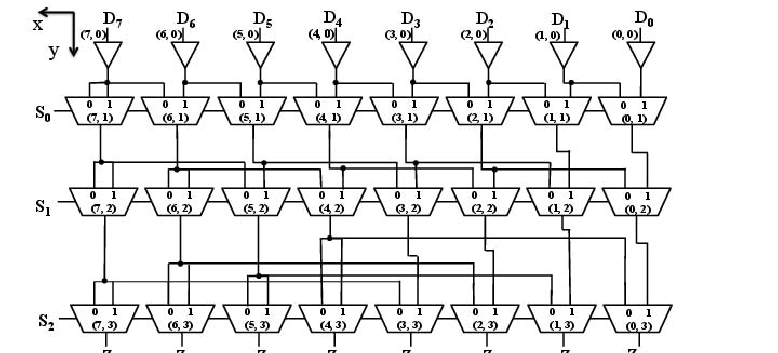 x D₇ D₆ D₅ D₄ D₃ D₂ D₁ D₀
(7, 0) (6, 0) (5, 0) (4, 0) (3, 0) (2, 0) (1, 0) (0, 0)
y
0 1 0 1 0 1 0 1 0 1 0 1 0 1 0 1
S₀ (7, 1) (6, 1) (5, 1) (4, 1) (3, 1) (2, 1) (1, 1) (0, 1)
0 1 0 1 0 1 0 1 0 1 0 1 0 1 0 1
S₁ (7, 2) (6, 2) (5, 2) (4, 2) (3, 2) (2, 2) (1, 2) (0, 2)
0 1 0 1 0 1 0 1 0 1 0 1 0 1 0 1
S₂ (7, 3) (6, 3) (5, 3) (4, 3) (3, 3) (2, 3) (1, 3) (0, 3)